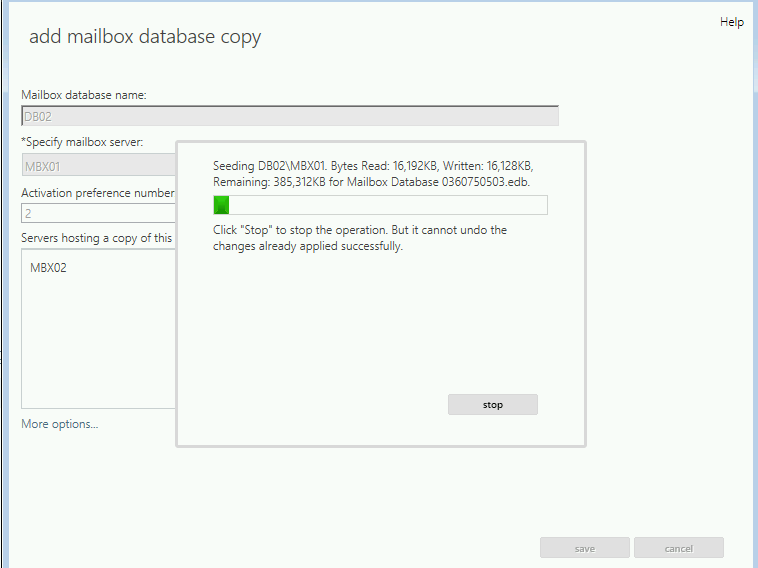 Help
add mailbox database copy
Mailbox database name:
DB02
*Specify mailbox server:
MBX01
Activation preference number
2
Servers hosting a copy of this
MBX02
More options...
Seeding DB02\MBX01. Bytes Read: 16,192KB, Written: 16,128KB,
Remaining: 385,312KB for Mailbox Database 0360750503.edb.
Click "Stop" to stop the operation. But it cannot undo the
changes already applied successfully.
stop
save
cancel